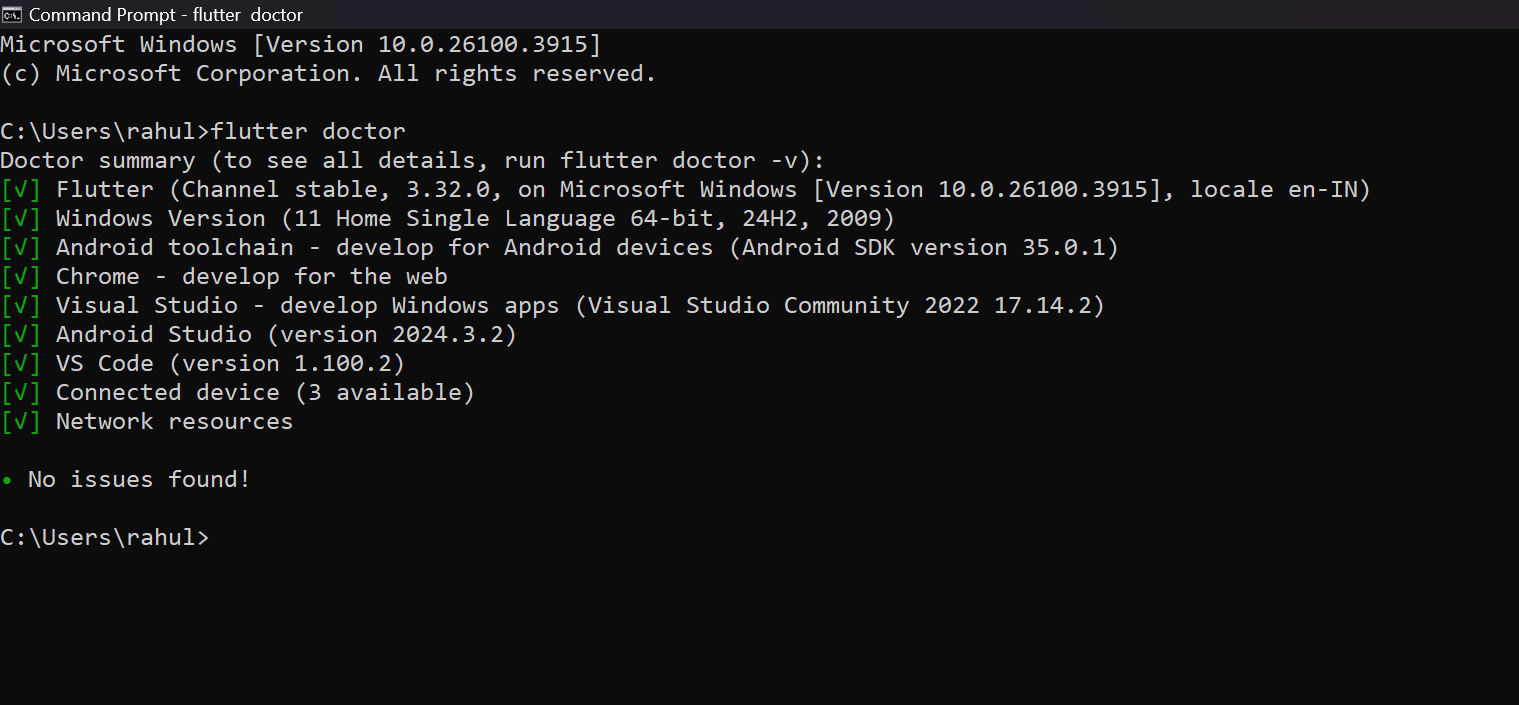 Command Prompt - flutter  doctor
Microsoft Windows [Version 10.0.26100.3915]
(c) Microsoft Corporation. All rights reserved.
C:\Users\rahul>flutter doctor
Doctor summary (to see all details, run flutter doctor -v):
[√] Flutter (Channel stable, 3.32.0, on Microsoft Windows [Version 10.0.26100.3915], locale en-IN)
[√] Windows Version (11 Home Single Language 64-bit, 24H2, 2009)
[√] Android toolchain - develop for Android devices (Android SDK version 35.0.1)
[√] Chrome - develop for the web
[√] Visual Studio - develop Windows apps (Visual Studio Community 2022 17.14.2)
[√] Android Studio (version 2024.3.2)
[√] VS Code (version 1.100.2)
[√] Connected device (3 available)
[√] Network resources
• No issues found!
C:\Users\rahul>